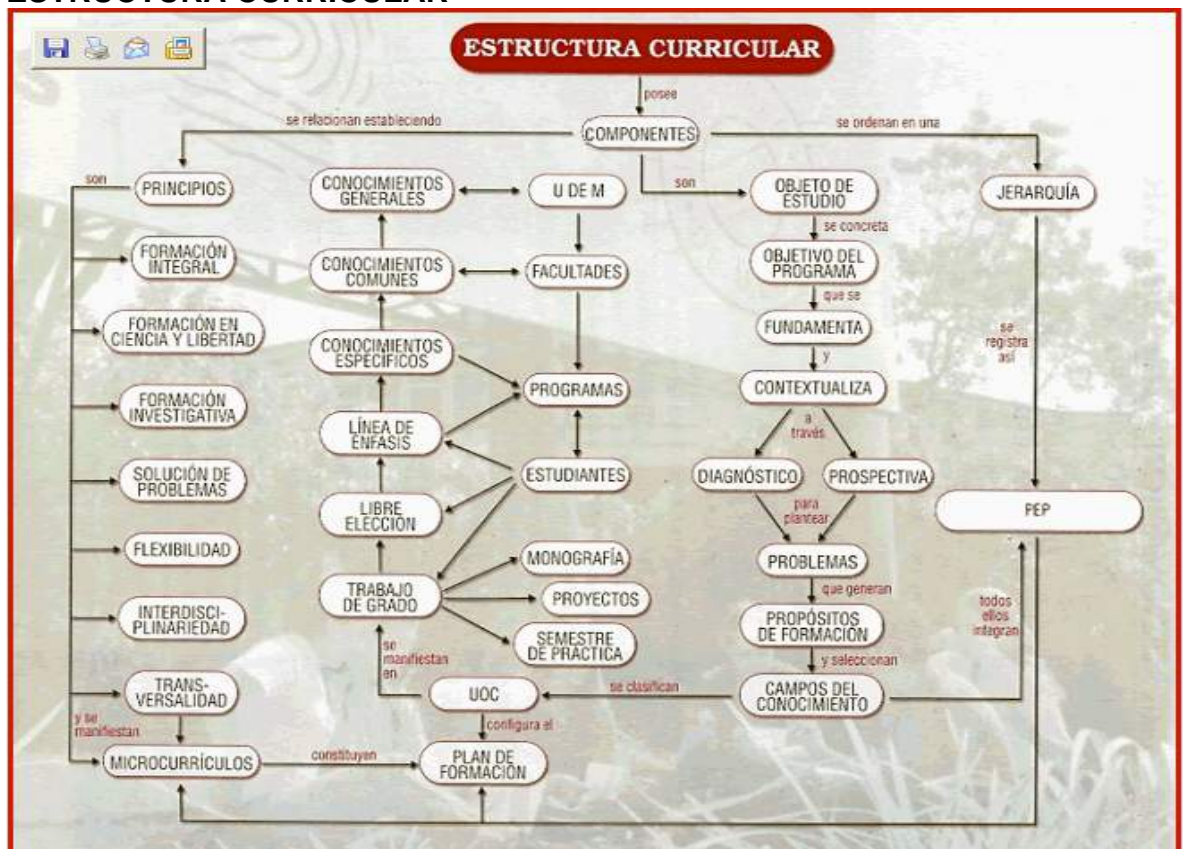 ESTRUCTURA CURRICULAR
ESTRUCTURA CURRICULAR
posee
COMPONENTES
se relacionan estableciendo
se ordenan en una
son
PRINCIPIOS
CONOCIMIENTOS
GENERALES
U DE M
son
OBJETO DE
ESTUDIO
JERARQUÍA
se concreta
FORMACIÓN
INTEGRAL
CONOCIMIENTOS
COMUNES
FACULTADES
OBJETIVO DEL
PROGRAMA
que se
FORMACIÓN EN
CIENCIA Y LIBERTAD
CONOCIMIENTOS
ESPECÍFICOS
FUNDAMENTA
se
registra
así
y
FORMACIÓN
INVESTIGATIVA
LÍNEA DE
ÉNFASIS
PROGRAMAS
CONTEXTUALIZA
a
través
SOLUCIÓN DE
PROBLEMAS
LIBRE
ELECCIÓN
ESTUDIANTES
DIAGNÓSTICO
PROSPECTIVA
para
plantear
PEP
FLEXIBILIDAD
MONOGRAFÍA
PROBLEMAS
que generan
TRABAJO
DE GRADO
PROYECTOS
INTERDISCI-
PLINARIEDAD
SEMESTRE
DE PRÁCTICA
PROPÓSITOS
DE FORMACIÓN
todos
ellos
integran
se
manifiestan
en
y seleccionan
TRANS-
VERSALIDAD
UOC
se clasifican
CAMPOS DEL
CONOCIMIENTO
y se
manifiestan
configura el
MICROCURRÍCULOS
constituyen
PLAN DE
FORMACIÓN